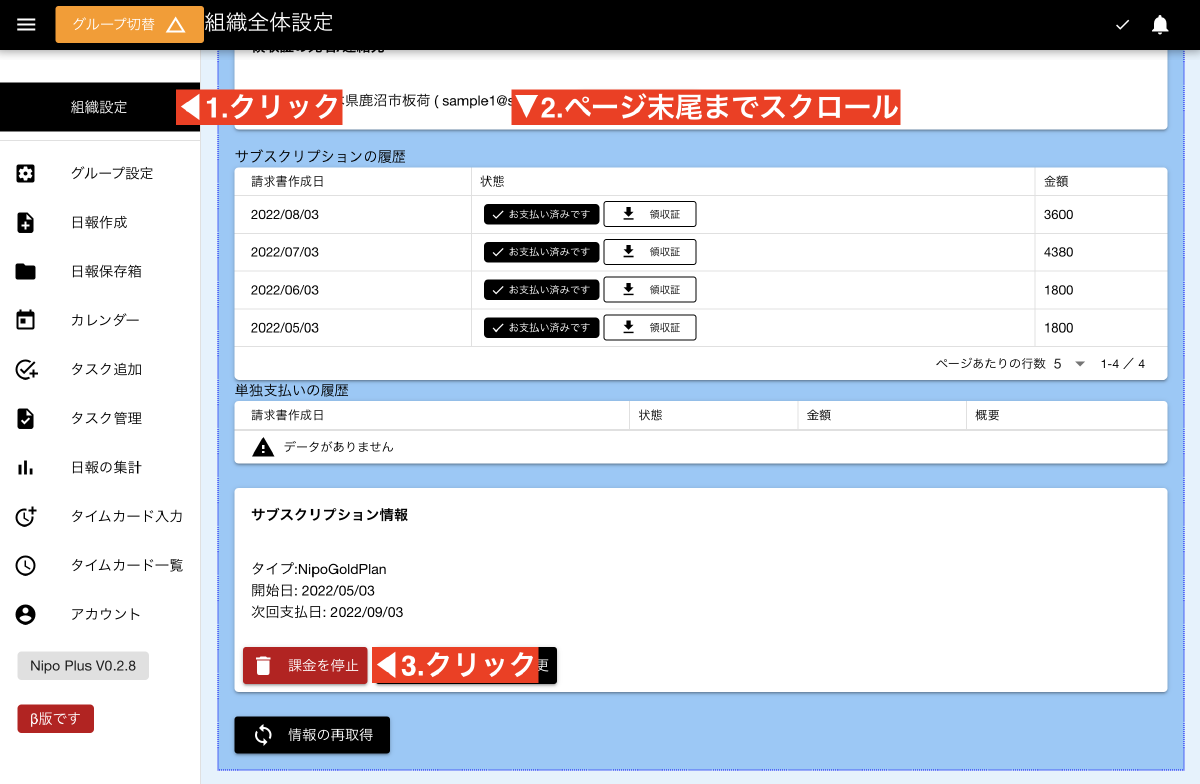 グループ切替
組織全体設定
組織設定
◀1.クリック
県鹿沼市板荷 ( sample1@s
▼2.ページ末尾までスクロール
グループ設定
日報作成
日報保存箱
カレンダー
タスク追加
タスク管理
日報の集計
タイムカード入力
タイムカード一覧
アカウント
Nipo Plus V0.2.8
β版です
サブスクリプションの履歴
請求書作成日 状態 金額
2022/08/03 お支払い済みです 領収証 3600
2022/07/03 お支払い済みです 領収証 4380
2022/06/03 お支払い済みです 領収証 1800
2022/05/03 お支払い済みです 領収証 1800
ページあたりの行数 5 1-4 / 4
単独支払いの履歴
請求書作成日 状態 金額 概要
データがありません
サブスクリプション情報
タイプ:NipoGoldPlan
開始日: 2022/05/03
次回支払日: 2022/09/03
課金を停止
◀3.クリック
更
情報の再取得